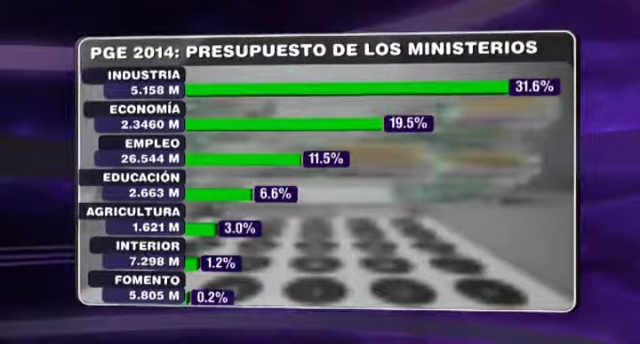 PGE 2014: PRESUPUESTO DE LOS MINISTERIOS
INDUSTRIA
5.158 M
31.6%
ECONOMÍA
2.3460 M
19.5%
EMPLEO
26.544 M
11.5%
EDUCACIÓN
2.663 M
6.6%
AGRICULTURA
1.621 M
3.0%
INTERIOR
7.298 M
1.2%
FOMENTO
5.805 M
0.2%